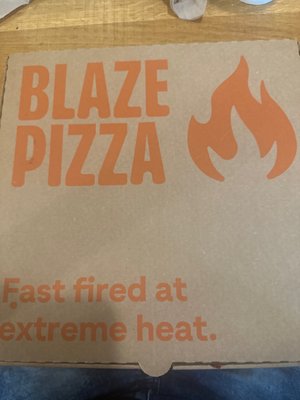 BLAZE
PIZZA
Fast fired at
extreme heat.